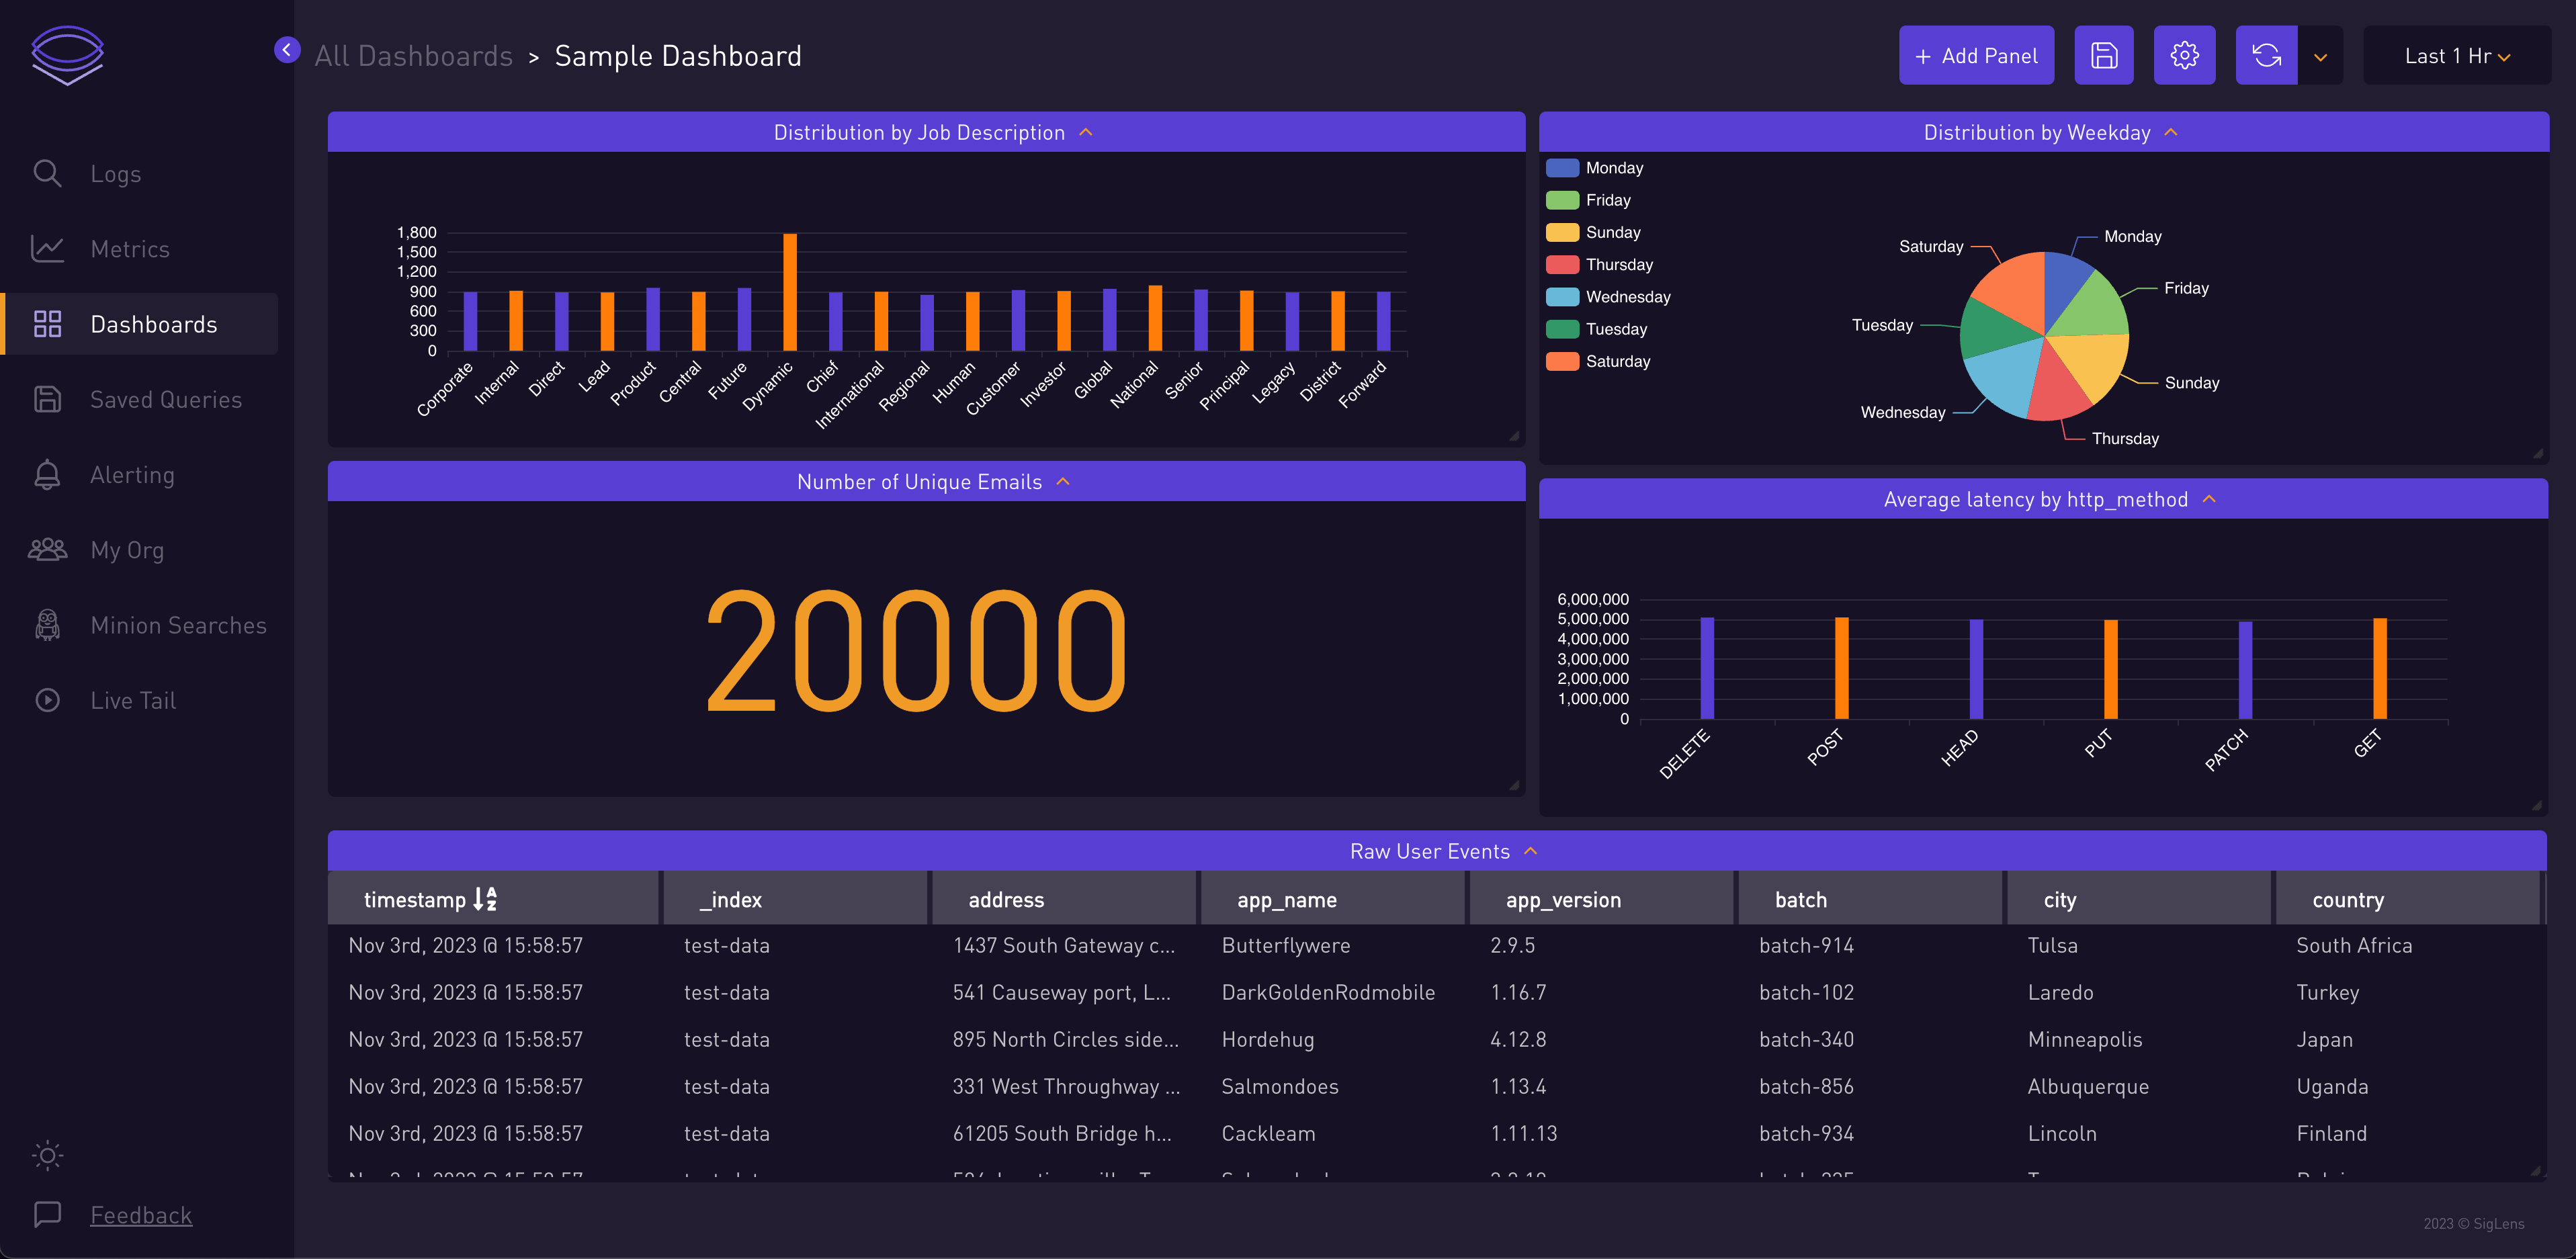 All Dashboards > Sample Dashboard
+ Add Panel
Last 1 Hr
Logs
Metrics
Dashboards
Saved Queries
Alerting
My Org
Minion Searches
Live Tail
Feedback
Distribution by Job Description
1,800
1,500
1,200
900
600
300
0
Corporate
Internal
Direct
Lead
Product
Central
Future
Dynamic
Chief
International
Regional
Human
Customer
Investor
Global
National
Senior
Principal
Legacy
District
Forward
Distribution by Weekday
Monday
Friday
Sunday
Thursday
Wednesday
Tuesday
Saturday
Monday
Friday
Sunday
Thursday
Wednesday
Tuesday
Saturday
Number of Unique Emails
20000
Average latency by http_method
6,000,000
5,000,000
4,000,000
3,000,000
2,000,000
1,000,000
0
DELETE
POST
HEAD
PUT
PATCH
GET
Raw User Events
timestamp _index address app_name app_version batch city country
Nov 3rd, 2023 @ 15:58:57 test-data 1437 South Gateway c... Butterflywere 2.9.5 batch-914 Tulsa South Africa
Nov 3rd, 2023 @ 15:58:57 test-data 541 Causeway port, L... DarkGoldenRodmobile 1.16.7 batch-102 Laredo Turkey
Nov 3rd, 2023 @ 15:58:57 test-data 895 North Circles side... Hordehug 4.12.8 batch-340 Minneapolis Japan
Nov 3rd, 2023 @ 15:58:57 test-data 331 West Throughway ... Salmondoes 1.13.4 batch-856 Albuquerque Uganda
Nov 3rd, 2023 @ 15:58:57 test-data 61205 South Bridge h... Cackleam 1.11.13 batch-934 Lincoln Finland
2023 © SigLens